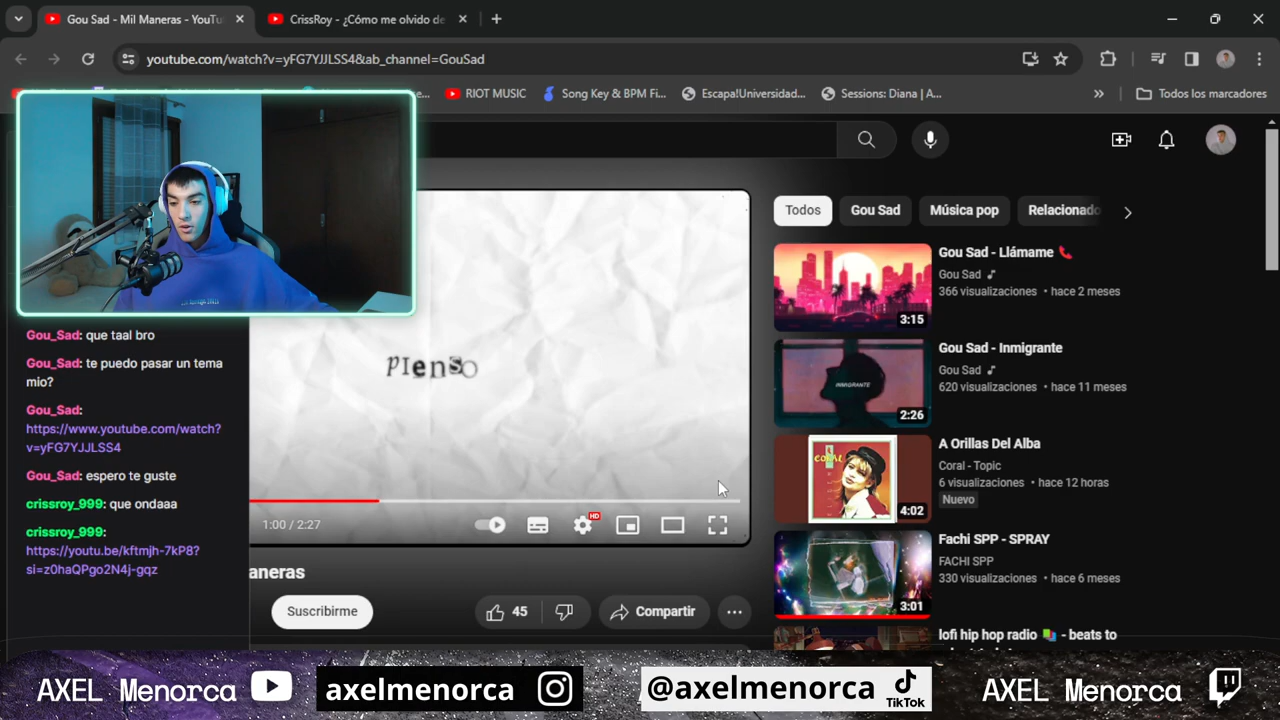 Gou Sad - Mil Maneras - YouTu
CrissRoy - ¿Cómo me olvido de
youtube.com/watch?v=yFG7YJJLSS4&ab_channel=GouSad
RIOT MUSIC
Song Key & BPM Fi...
Escapa!Universidad...
Sessions: Diana | A...
Todos los marcadores
Todos
Gou Sad
Música pop
Relacionado
Gou Sad - Llámame
Gou Sad
366 visualizaciones • hace 2 meses
3:15
Gou Sad - Inmigrante
Gou Sad
620 visualizaciones • hace 11 meses
INMIGRANTE
2:26
A Orillas Del Alba
Coral - Topic
6 visualizaciones • hace 12 horas
Nuevo
CORAL
4:02
Fachi SPP - SPRAY
FACHI SPP
330 visualizaciones • hace 6 meses
3:01
lofi hip hop radio - beats to
Gou_Sad: que taal bro
Gou_Sad: te puedo pasar un tema
mio?
Gou_Sad:
https://www.youtube.com/watch?
v=yFG7YJJLSS4
Gou_Sad: espero te guste
crissroy_999: que ondaaa
crissroy_999:
https://youtu.be/kftmjh-7kP8?
si=z0haQPgo2N4j-gqz
pIenso
1:00 / 2:27
HD
aneras
Suscribirme
45
Compartir
AXEL Menorca
axelmenorca
@axelmenorca
TikTok
AXEL Menorca